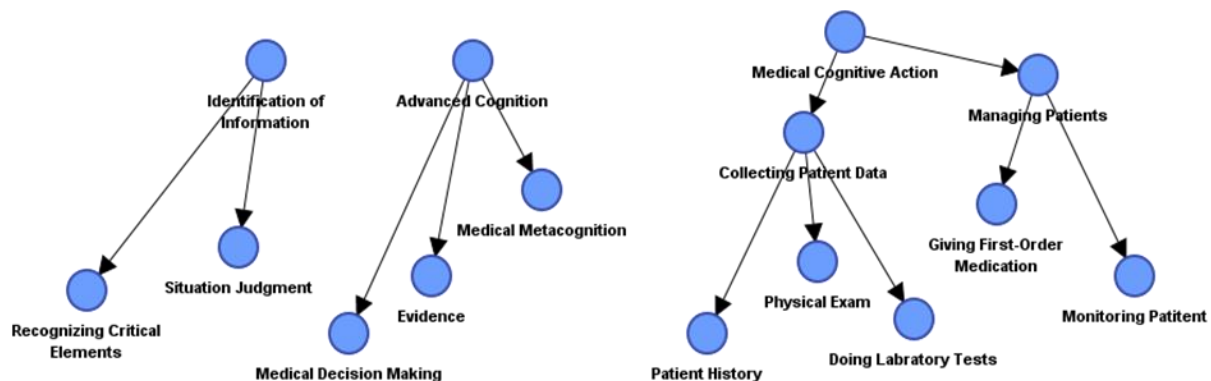 Identification of
Information
Advanced Cognition
Medical Cognitive Action
Managing Patients
Collecting Patient Data
Medical Metacognition
Giving First-Order
Medication
Situation Judgment
Physical Exam
Evidence
Monitoring Patitent
Recognizing Critical
Elements
Medical Decision Making
Patient History
Doing Labratory Tests